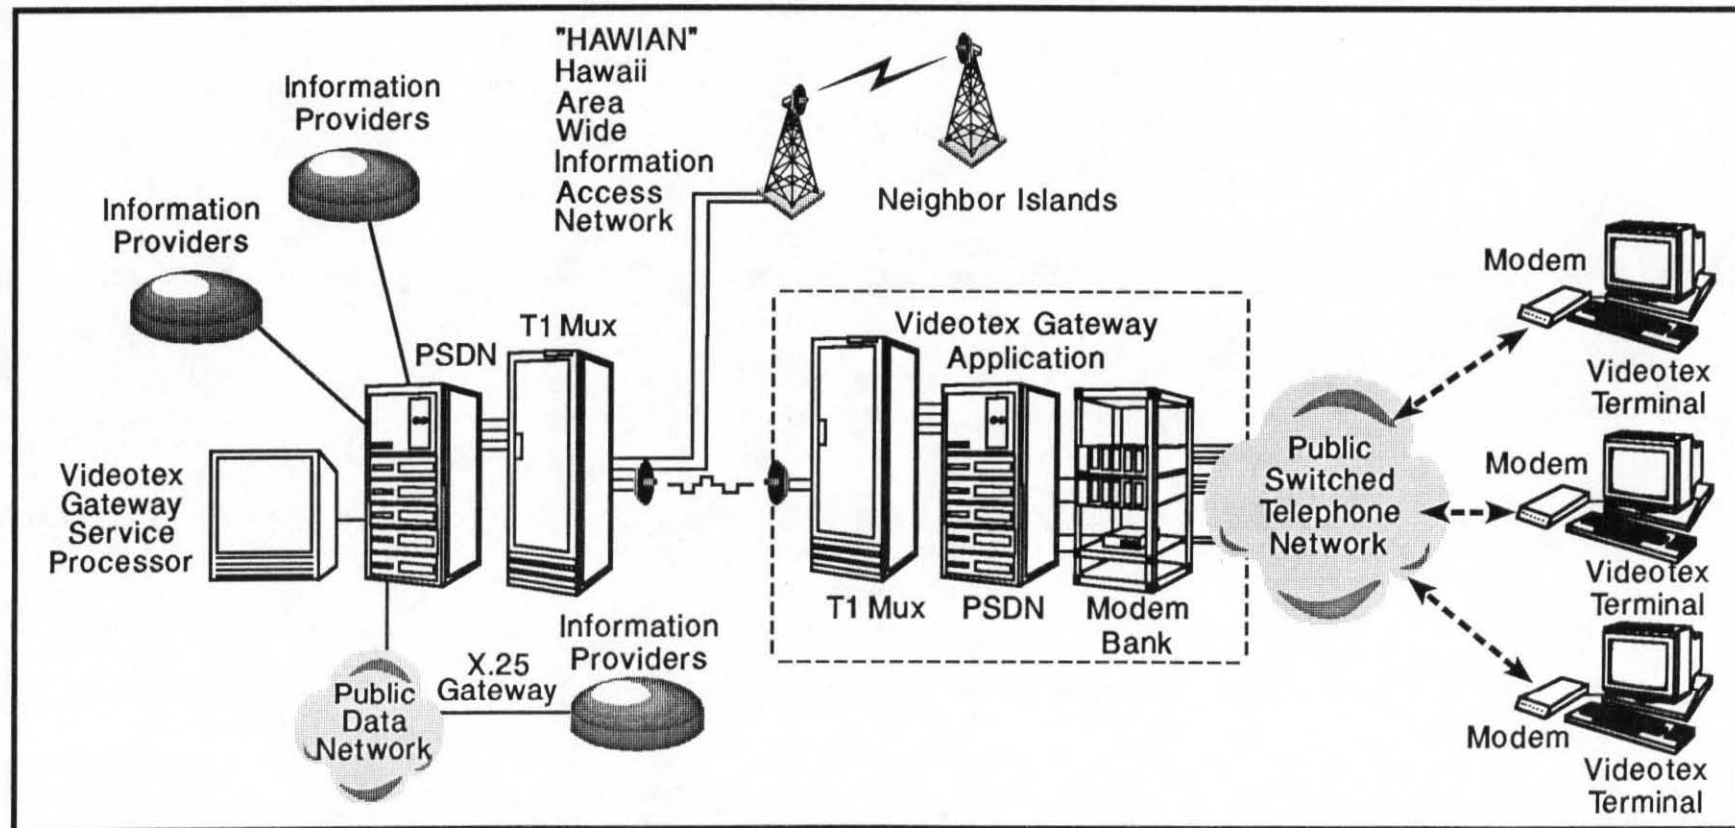 "HAWIAN"
Hawaii
Area
Wide
Information
Access
Network
Neighbor Islands
Information
Providers
Information
Providers
T1 Mux
PSDN
Videotex
Gateway
Service
Processor
Public
Data
Network
X.25
Gateway
Information
Providers
Videotex Gateway
Application
T1 Mux
PSDN
Modem
Bank
Public
Switched
Telephone
Network
Modem
Videotex
Terminal
Modem
Videotex
Terminal
Modem
Videotex
Terminal